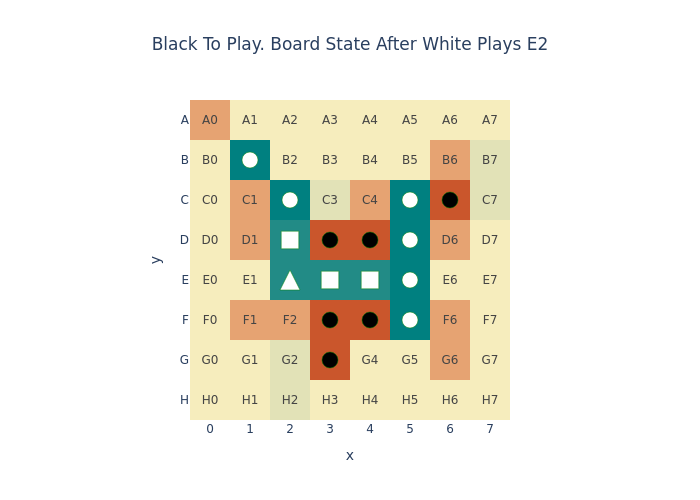 Black To Play. Board State After White Plays E2
A A0 A1 A2 A3 A4 A5 A6 A7
B B0 B2 B3 B4 B5 B6 B7
C C0 C1 C3 C4 C7
D D0 D1 D6 D7
y
E E0 E1 E6 E7
F F0 F1 F2 F6 F7
G G0 G1 G2 G4 G5 G6 G7
H H0 H1 H2 H3 H4 H5 H6 H7
0 1 2 3 4 5 6 7
x